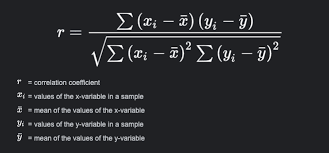 r = ∑ (xᵢ − x̄) (yᵢ − ȳ) / √(∑ (xᵢ − x̄)² ∑ (yᵢ − ȳ)²)
r = correlation coefficient
xᵢ = values of the x-variable in a sample
x̄ = mean of the values of the x-variable
yᵢ = values of the y-variable in a sample
ȳ = mean of the values of the y-variable